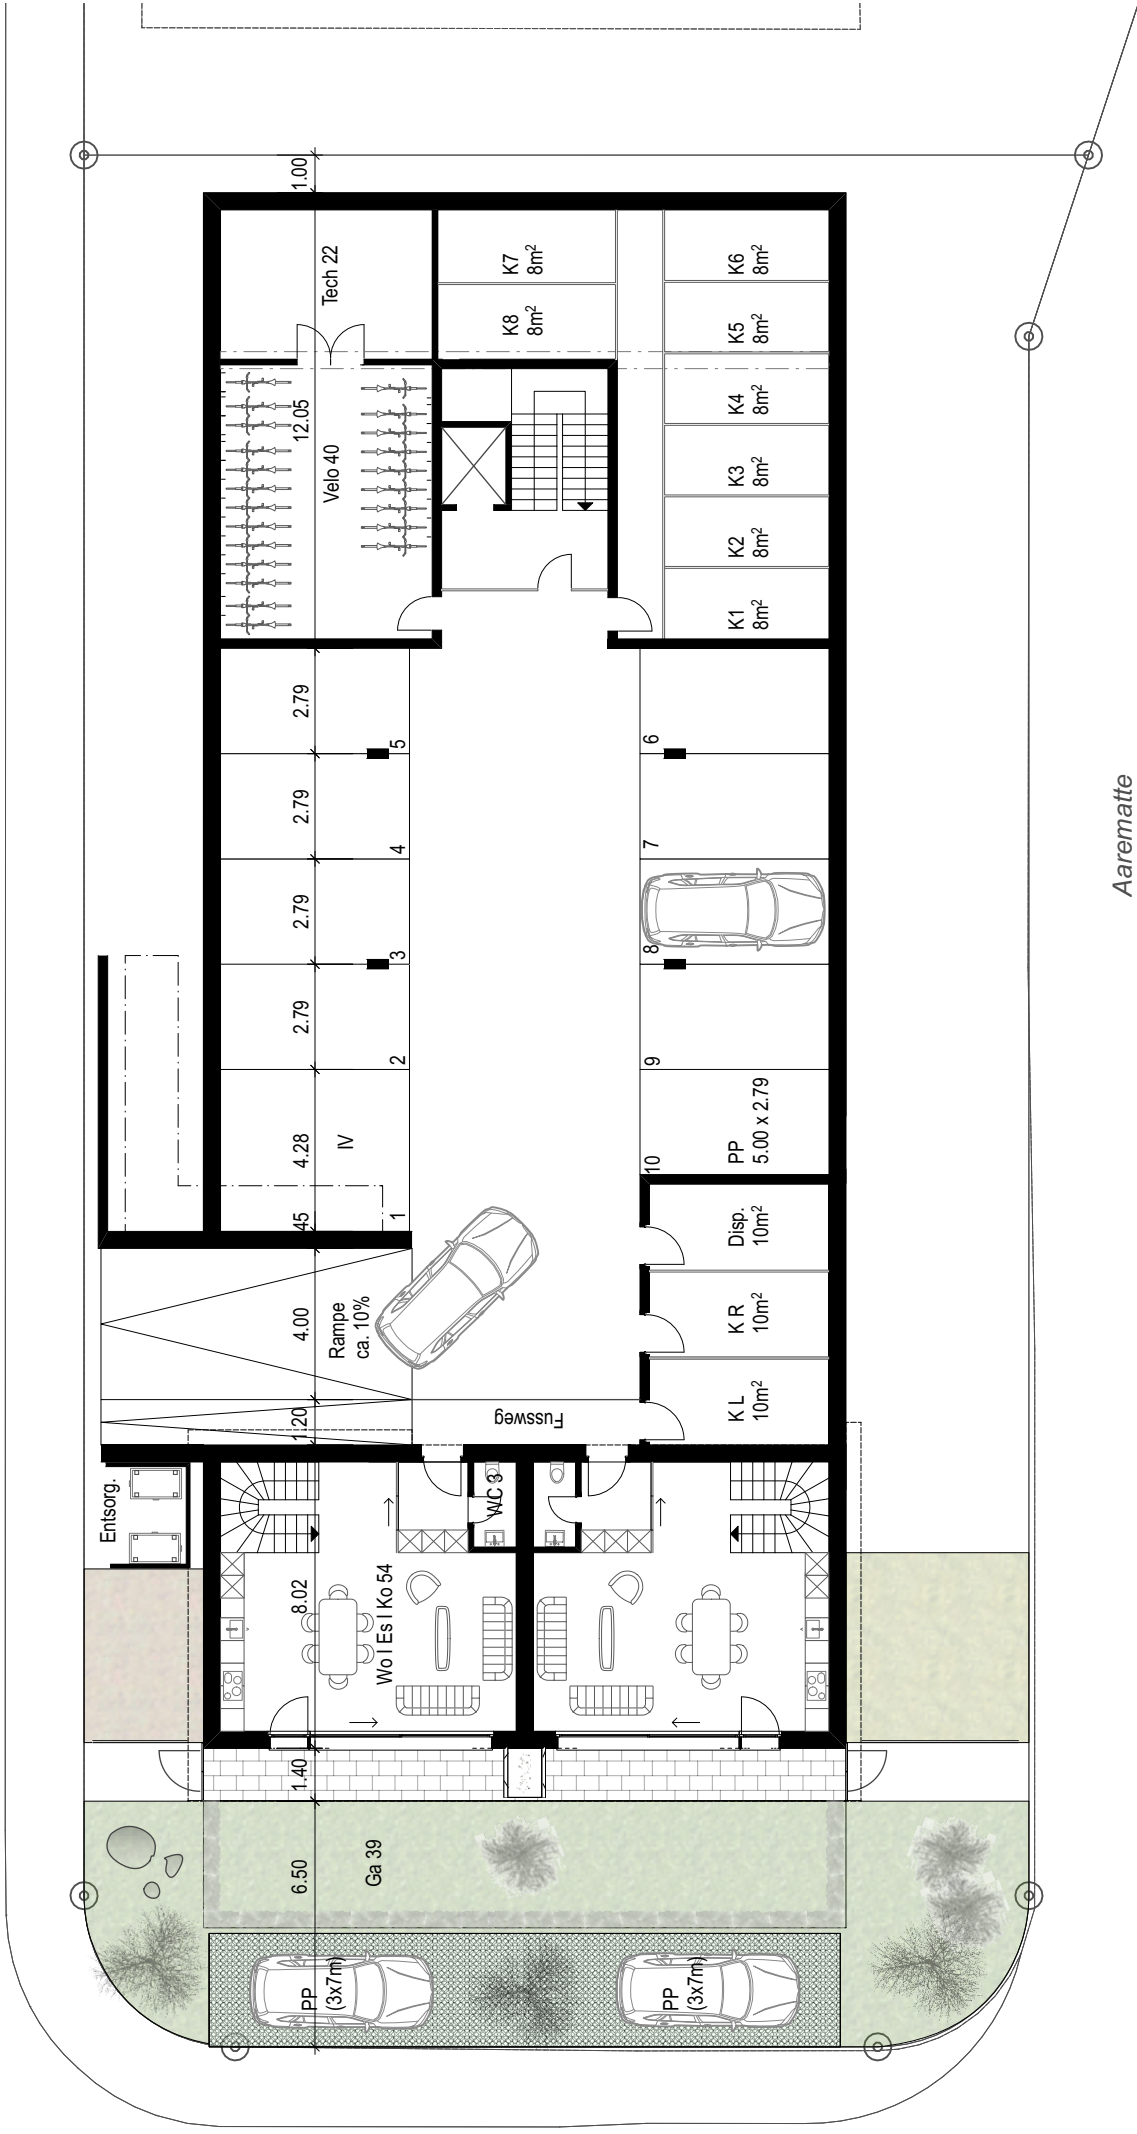 Entsorg.
1.20
4.00
Rampe
ca. 10%
45
4.28
IV
2.79
2.79
2.79
2.79
12.05
Velo 40
Tech 22
1.00
1
2
3
4
5
K8
8m²
K7
8m²
6.50
1.40
8.02
Ga 39
Wo I Es I Ko 54
WC 3
Fussweg
10
9
8
7
6
PP
(3x7m)
PP
(3x7m)
K L
10m²
K R
10m²
Disp.
10m²
PP
5.00 x 2.79
K1
8m²
K2
8m²
K3
8m²
K4
8m²
K5
8m²
K6
8m²
Aarematte